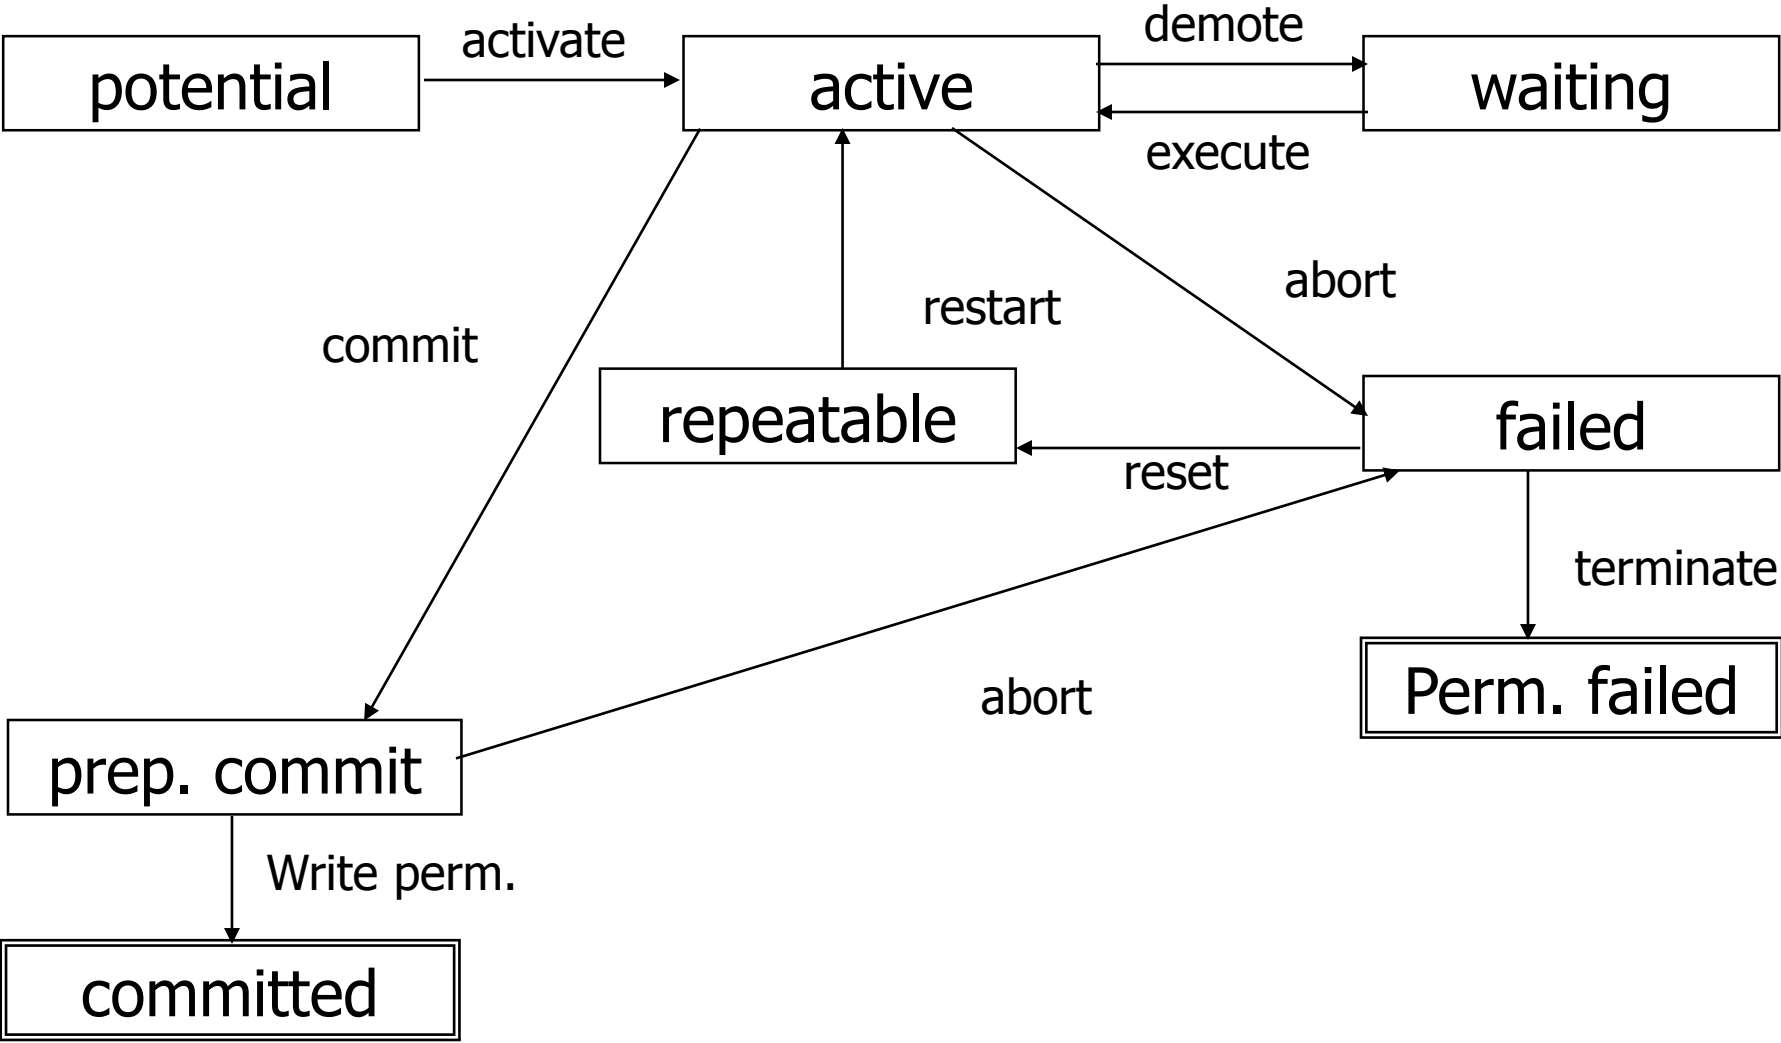 potential
activate
active
demote
waiting
execute
commit
restart
abort
repeatable
failed
reset
terminate
abort
Perm. failed
prep. commit
Write perm.
committed